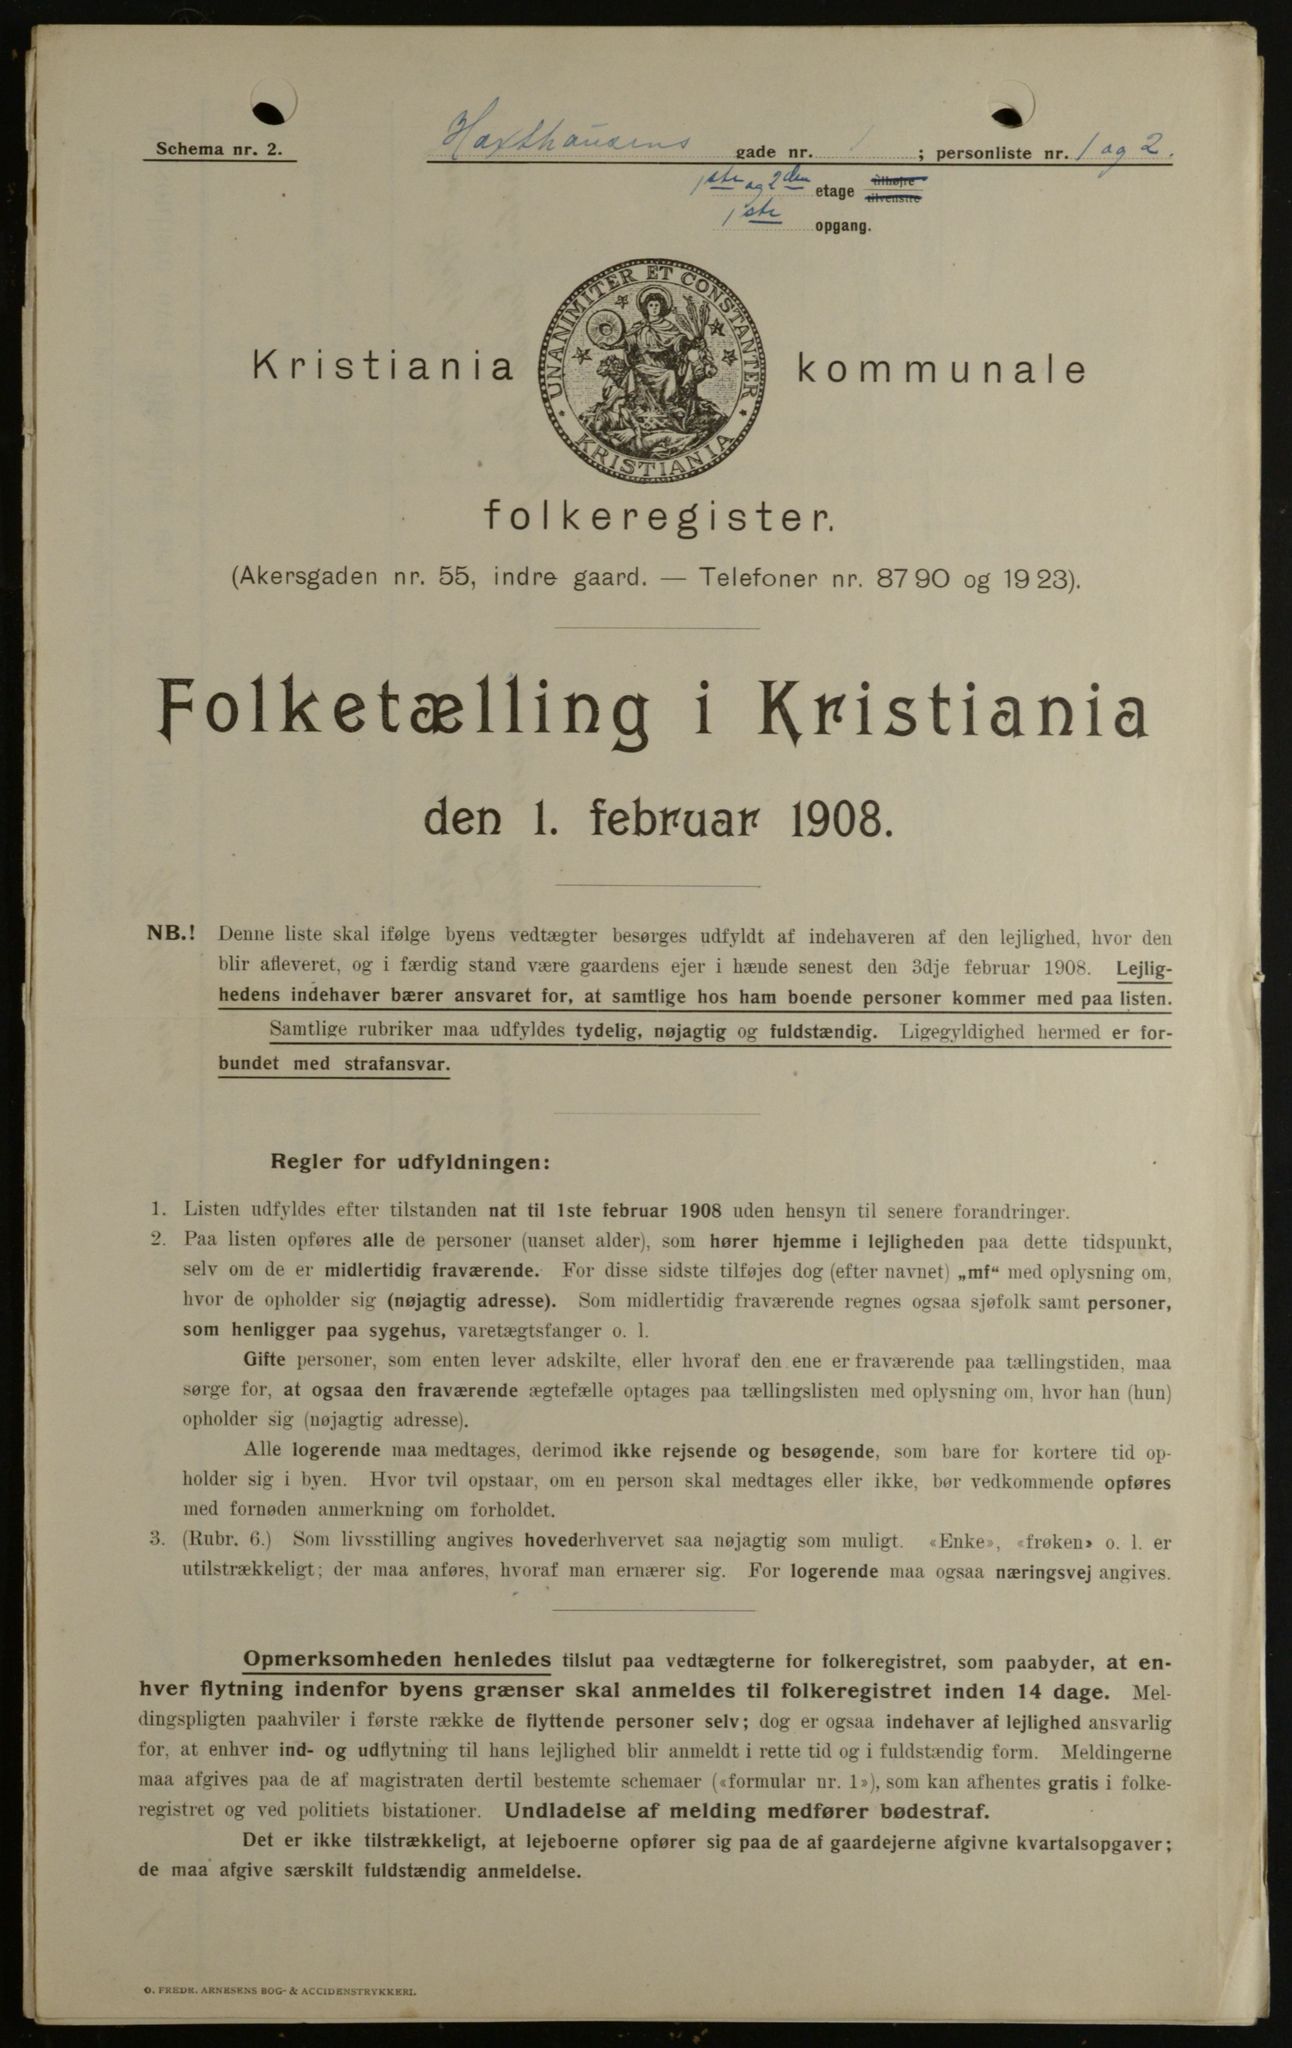 Schema nr. 2.
Haxthausens gade nr. 1 ; personliste nr. 1 og 2.
1ste og 2den etage tilhøjre
tilvenstre
1ste opgang.
UNANIMITER ET CONSTANTER
KRISTIANIA
Kristiania kommunale
folkeregister.
(Akersgaden nr. 55, indre gaard. — Telefoner nr. 87 90 og 19 23).
Folketælling i Kristiania
den 1. februar 1908.
NB.! Denne liste skal ifølge byens vedtægter besørges udfyldt af indehaveren af den lejlighed, hvor den
blir afleveret, og i færdig stand være gaardens ejer i hænde senest den 3dje februar 1908. Lejlig-
hedens indehaver bærer ansvaret for, at samtlige hos ham boende personer kommer med paa listen.
Samtlige rubriker maa udfyldes tydelig, nøjagtig og fuldstændig. Ligegyldighed hermed er for-
bundet med strafansvar.
Regler for udfyldningen:
1. Listen udfyldes efter tilstanden nat til 1ste februar 1908 uden hensyn til senere forandringer.
2. Paa listen opføres alle de personer (uanset alder), som hører hjemme i lejligheden paa dette tidspunkt,
selv om de er midlertidig fraværende. For disse sidste tilføjes dog (efter navnet) „mf“ med oplysning om,
hvor de opholder sig (nøjagtig adresse). Som midlertidig fraværende regnes ogsaa sjøfolk samt personer,
som henligger paa sygehus, varetægtsfanger o. l.
Gifte personer, som enten lever adskilte, eller hvoraf den ene er fraværende paa tællingstiden, maa
sørge for, at ogsaa den fraværende ægtefælle optages paa tællingslisten med oplysning om, hvor han (hun)
opholder sig (nøjagtig adresse).
Alle logerende maa medtages, derimod ikke rejsende og besøgende, som bare for kortere tid op-
holder sig i byen. Hvor tvil opstaar, om en person skal medtages eller ikke, bør vedkommende opføres
med fornøden anmerkning om forholdet.
3. (Rubr. 6.) Som livsstilling angives hovederhvervet saa nøjagtig som muligt. «Enke», «frøken» o. l. er
utilstrækkeligt; der maa anføres, hvoraf man ernærer sig. For logerende maa ogsaa næringsvej angives.
Opmerksomheden henledes tilslut paa vedtægterne for folkeregistret, som paabyder, at en-
hver flytning indenfor byens grænser skal anmeldes til folkeregistret inden 14 dage. Mel-
dingspligten paahviler i første række de flyttende personer selv; dog er ogsaa indehaver af lejlighed ansvarlig
for, at enhver ind- og udflytning til hans lejlighed blir anmeldt i rette tid og i fuldstændig form. Meldingerne
maa afgives paa de af magistraten dertil bestemte schemaer («formular nr. 1»), som kan afhentes gratis i folke-
registret og ved politiets bistationer. Undladelse af melding medfører bødestraf.
Det er ikke tilstrækkeligt, at lejeboerne opfører sig paa de af gaardejerne afgivne kvartalsopgaver;
de maa afgive særskilt fuldstændig anmeldelse.
O. FREDR. ARNESENS BOG- & ACCIDENSTRYKKERI.